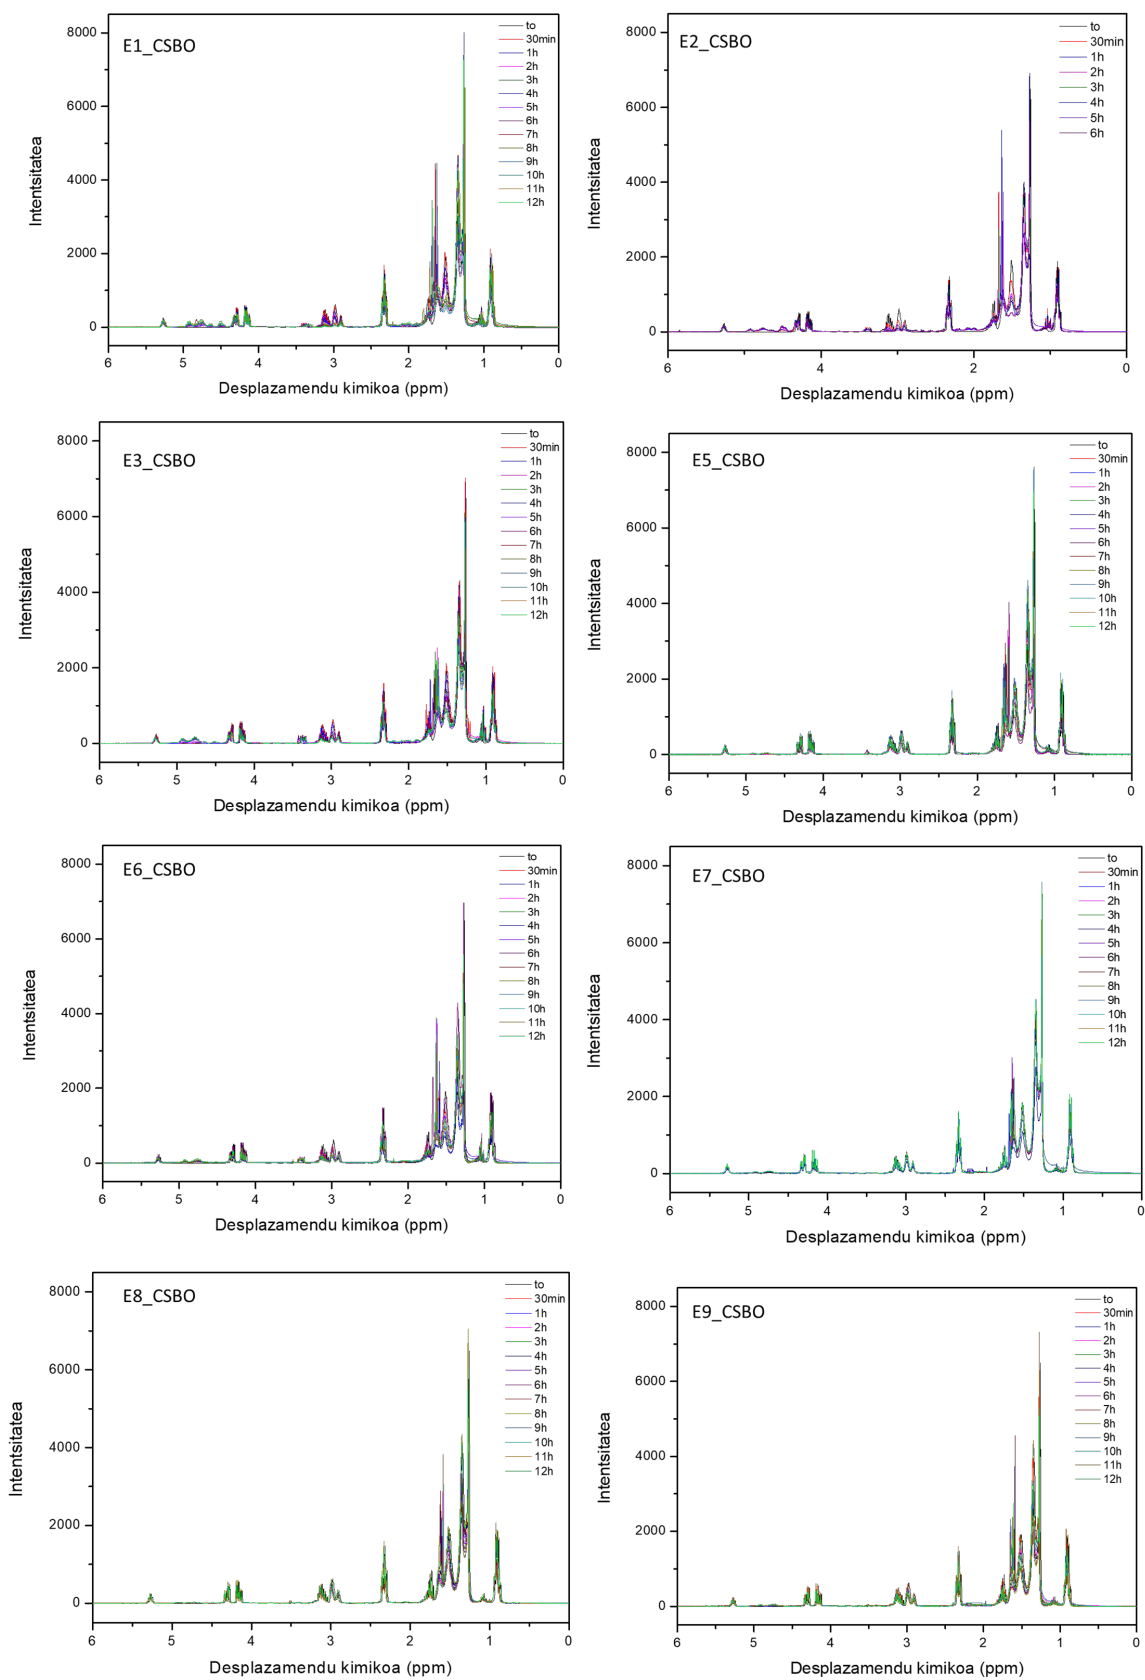 E1_CSBO
Intentsitatea
8000
6000
4000
2000
0
6 5 4 3 2 1 0
Desplazamendu kimikoa (ppm)
to
30min
1h
2h
3h
4h
5h
6h
7h
8h
9h
10h
11h
12h
E2_CSBO
Intentsitatea
8000
6000
4000
2000
0
6 4 2 0
Desplazamendu kimikoa (ppm)
to
30min
1h
2h
3h
4h
5h
6h
E3_CSBO
Intentsitatea
8000
6000
4000
2000
0
6 5 4 3 2 1 0
Desplazamendu kimikoa (ppm)
to
30min
1h
2h
3h
4h
5h
6h
7h
8h
9h
10h
11h
12h
E5_CSBO
Intentsitatea
8000
6000
4000
2000
0
6 5 4 3 2 1 0
Desplazamendu kimikoa (ppm)
to
30min
1h
2h
3h
4h
5h
6h
7h
8h
9h
10h
11h
12h
E6_CSBO
Intentsitatea
8000
6000
4000
2000
0
6 5 4 3 2 1 0
Desplazamendu kimikoa (ppm)
to
30min
1h
2h
3h
4h
5h
6h
7h
8h
9h
10h
11h
12h
E7_CSBO
Intentsitatea
8000
6000
4000
2000
0
6 5 4 3 2 1 0
Desplazamendu kimikoa (ppm)
to
30min
1h
2h
3h
4h
5h
6h
7h
8h
9h
10h
11h
12h
E8_CSBO
Intentsitatea
8000
6000
4000
2000
0
6 5 4 3 2 1 0
Desplazamendu kimikoa (ppm)
to
30min
1h
2h
3h
4h
5h
6h
7h
8h
9h
10h
11h
12h
E9_CSBO
Intentsitatea
8000
6000
4000
2000
0
6 5 4 3 2 1 0
Desplazamendu kimikoa (ppm)
to
30min
1h
2h
3h
4h
5h
6h
7h
8h
9h
10h
11h
12h